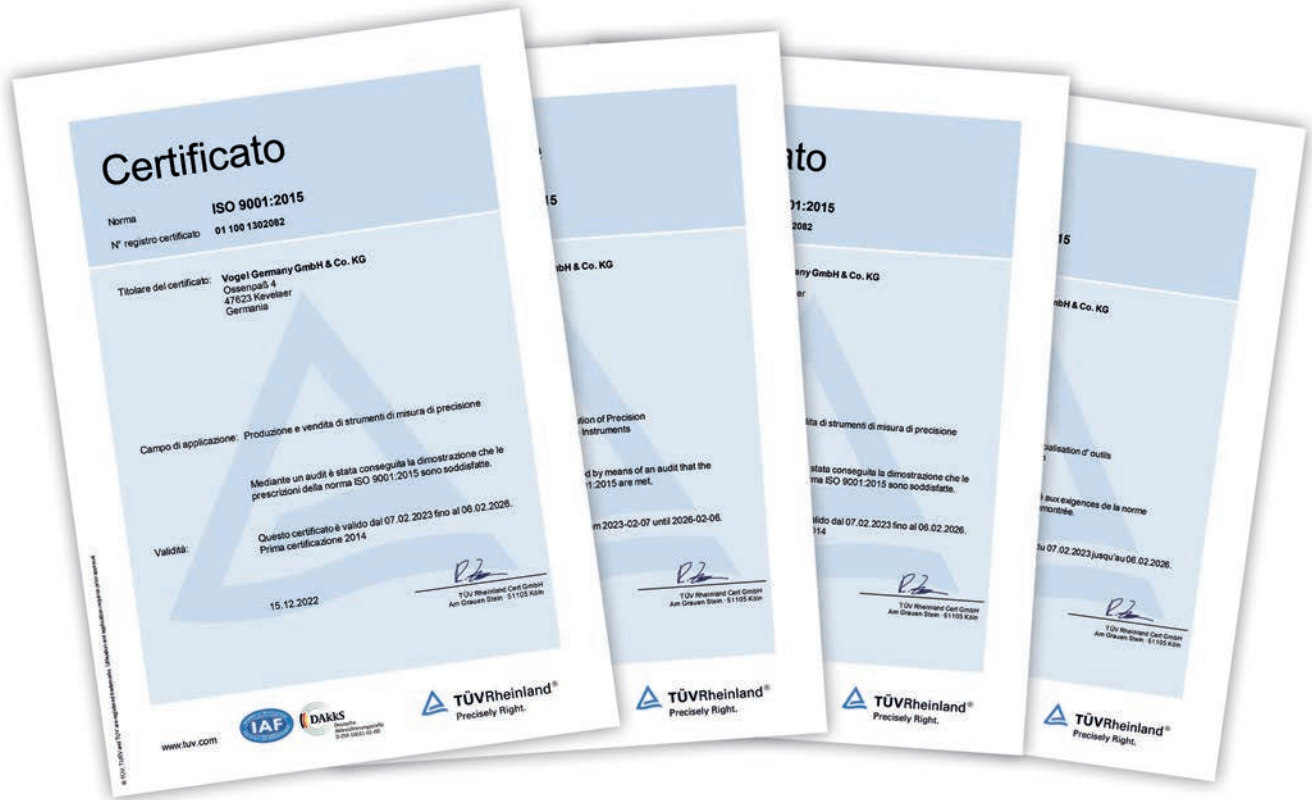 Certificato
Norma ISO 9001:2015
N° registro certificato 01 100 1302082
Titolare del certificato: Vogel Germany GmbH & Co. KG
Ossenpaß 4
47623 Kevelaer
Germania
Campo di applicazione: Produzione e vendita di strumenti di misura di precisione
Mediante un audit è stata conseguita la dimostrazione che le
prescrizioni della norma ISO 9001:2015 sono soddisfatte.
Validità: Questo certificato è valido dal 07.02.2023 fino al 06.02.2026.
Prima certificazione 2014
15.12.2022
TÜV Rheinland Cert GmbH
Am Grauen Stein · 51105 Köln
www.tuv.com
IAF
DAkkS
Deutsche
Akkreditierungsstelle
TÜVRheinland®
Precisely Right.
15
bH & Co. KG
tion of Precision
Instruments
d by means of an audit that the
1:2015 are met.
m 2023-02-07 until 2026-02-06.
TÜV Rheinland Cert GmbH
Am Grauen Stein · 51105 Köln
TÜVRheinland®
Precisely Right.
ato
01:2015
2082
any GmbH & Co. KG
er
dita di strumenti di misura di precisione
stata conseguita la dimostrazione che le
ma ISO 9001:2015 sono soddisfatte.
alido dal 07.02.2023 fino al 06.02.2026.
014
TÜV Rheinland Cert GmbH
Am Grauen Stein · 51105 Köln
TÜVRheinland®
Precisely Right.
15
mbH & Co. KG
cialisation d' outils
n
é aux exigences de la norme
émontrée.
du 07.02.2023 jusqu'au 06.02.2026.
TÜV Rheinland Cert GmbH
Am Grauen Stein · 51105 Köln
TÜVRheinland®
Precisely Right.